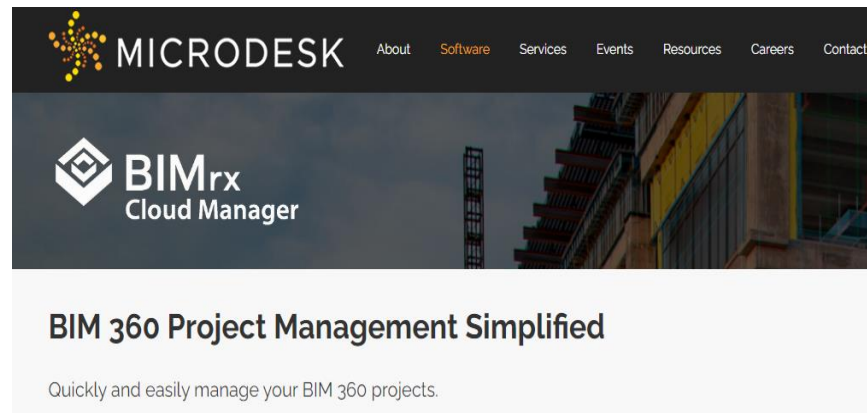 MICRODESK
About Software Services Events Resources Careers Contact
BIMrx
Cloud Manager
BIM 360 Project Management Simplified
Quickly and easily manage your BIM 360 projects.